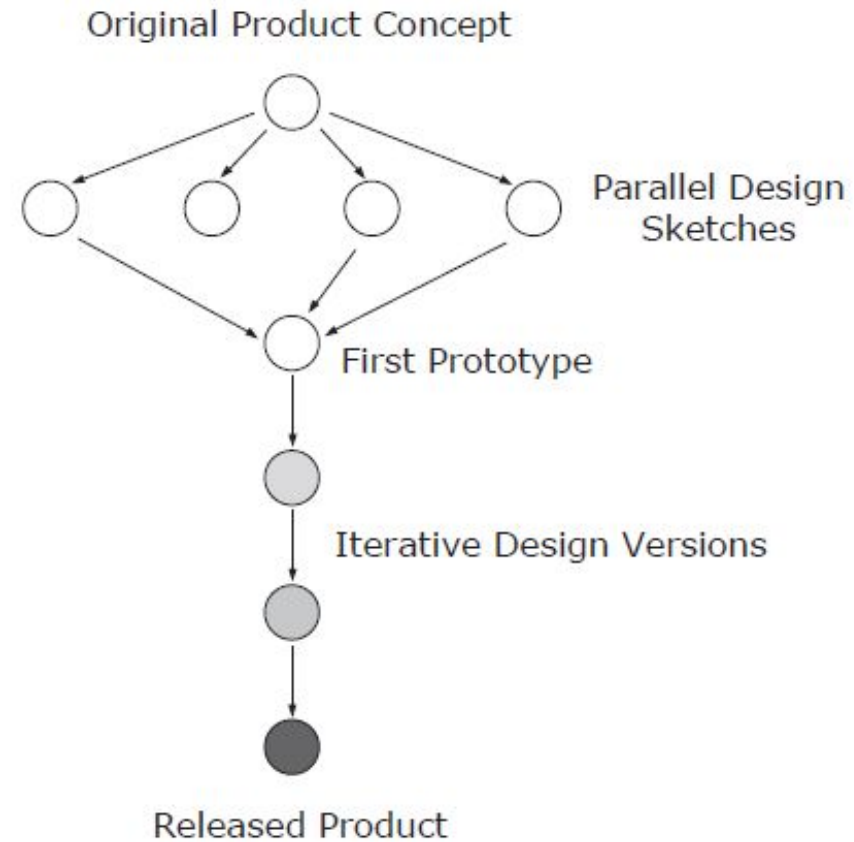 Original Product Concept
Parallel Design
Sketches
First Prototype
Iterative Design Versions
Released Product